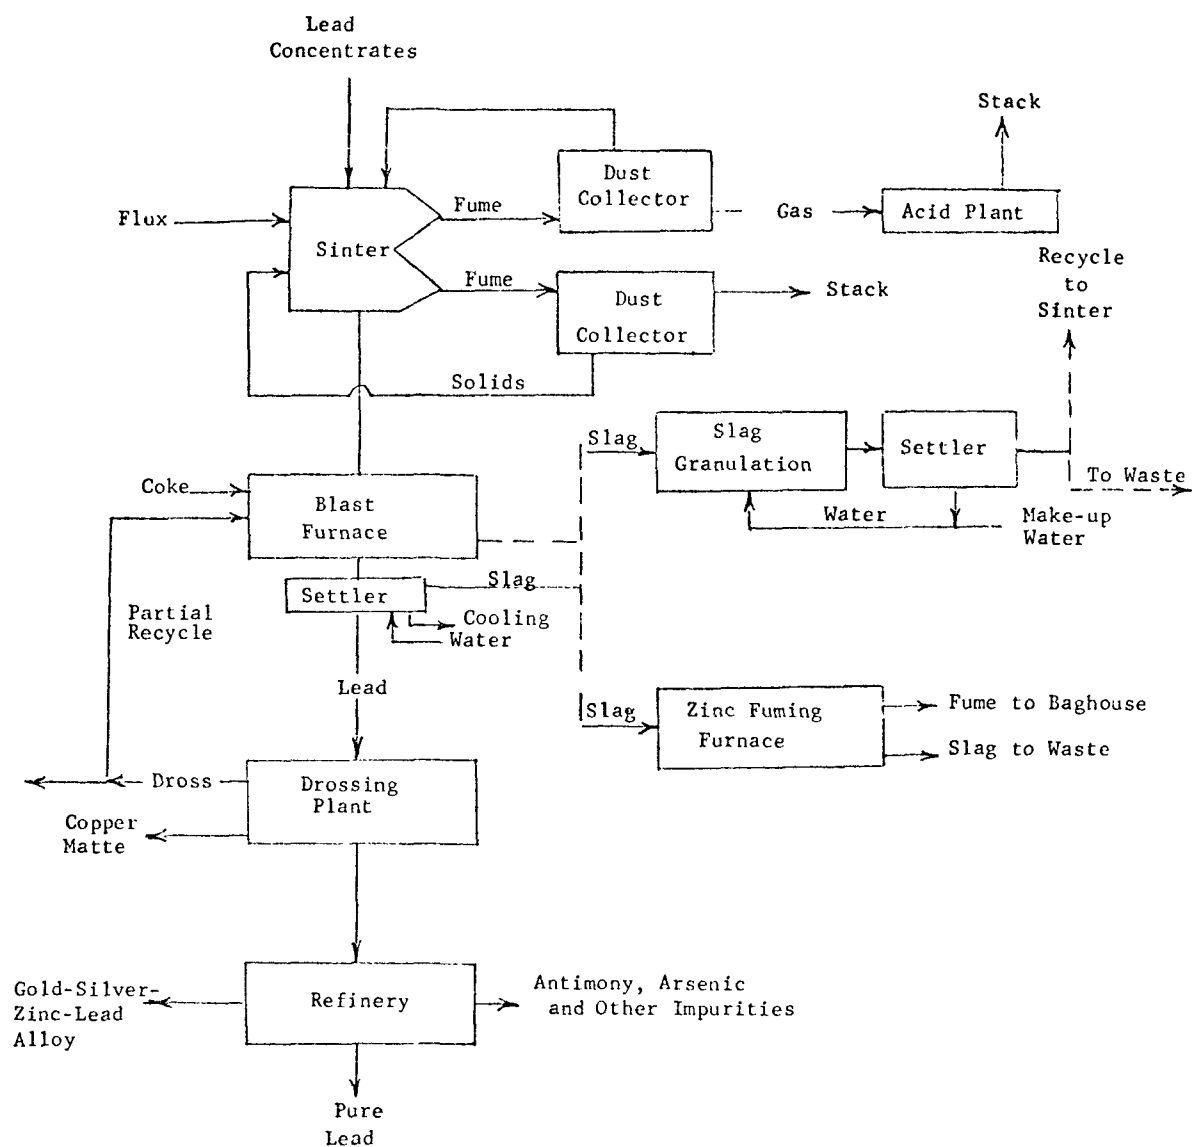 Lead
Concentrates
Stack
Dust
Collector
Flux
Fume
Gas
Acid Plant
Sinter
Recycle
to
Sinter
Fume
Dust
Collector
Stack
Solids
Slag
Slag
Granulation
Settler
To Waste
Coke
Blast
Furnace
Water
Make-up
Water
Slag
Settler
Partial
Recycle
Cooling
Water
Lead
Slag
Zinc Fuming
Furnace
Fume to Baghouse
Slag to Waste
Dross
Drossing
Plant
Copper
Matte
Gold-Silver-
Zinc-Lead
Alloy
Refinery
Antimony, Arsenic
and Other Impurities
Pure
Lead